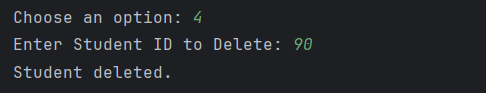 Choose an option: 4
Enter Student ID to Delete: 90
Student deleted.